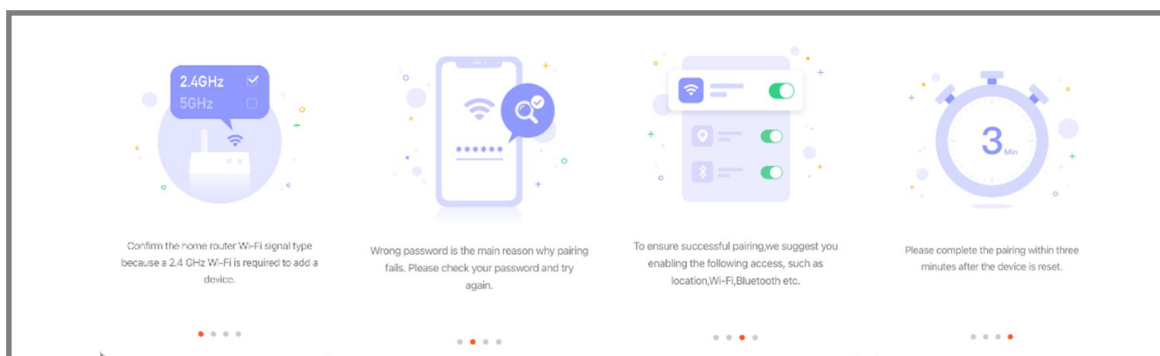 2.4GHz
5GHz
Confirm the home router Wi-Fi signal type
because a 2.4 GHz Wi-Fi is required to add a
device.
******
Wrong password is the main reason why pairing
fails. Please check your password and try
again.
To ensure successful pairing,we suggest you
enabling the following access, such as
location,Wi-Fi,Bluetooth etc.
3 Min
Please complete the pairing within three
minutes after the device is reset.